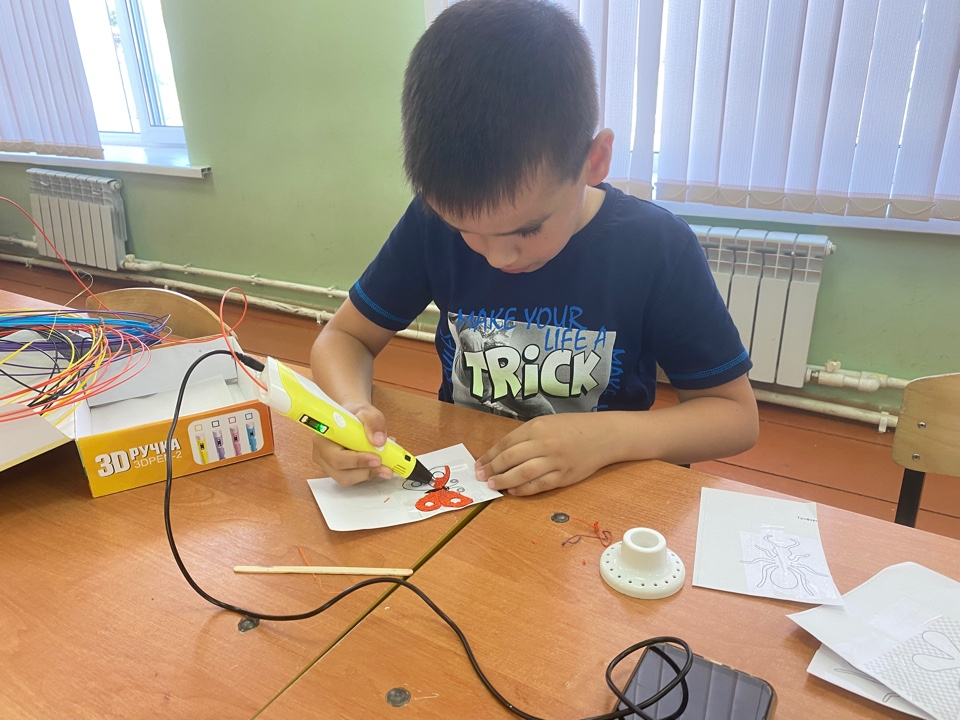 MAKE YOUR
LIFE A
TRiCK
3D РУЧКА
3DPEN-2